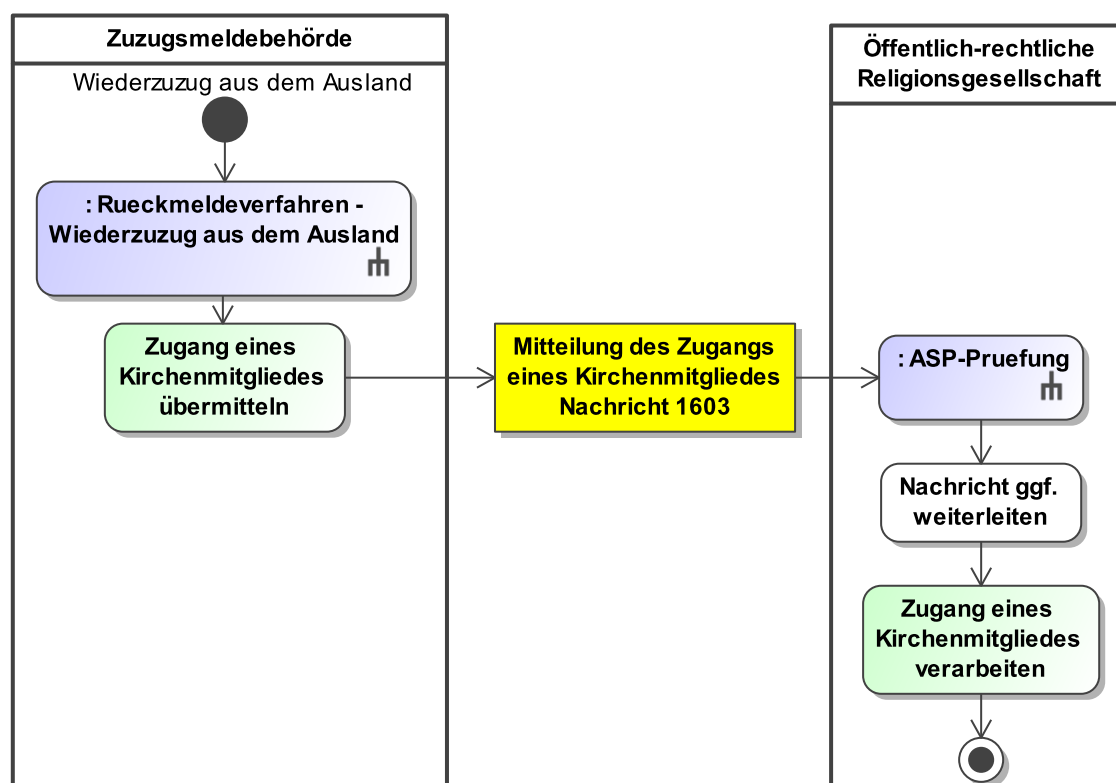 Zuzugsmeldebehörde
Wiederzuzug aus dem Ausland
: Rueckmeldeverfahren -
Wiederzuzug aus dem Ausland
Zugang eines
Kirchenmitgliedes
übermitteln
Mitteilung des Zugangs
eines Kirchenmitgliedes
Nachricht 1603
Öffentlich-rechtliche
Religionsgesellschaft
: ASP-Pruefung
Nachricht ggf.
weiterleiten
Zugang eines
Kirchenmitgliedes
verarbeiten